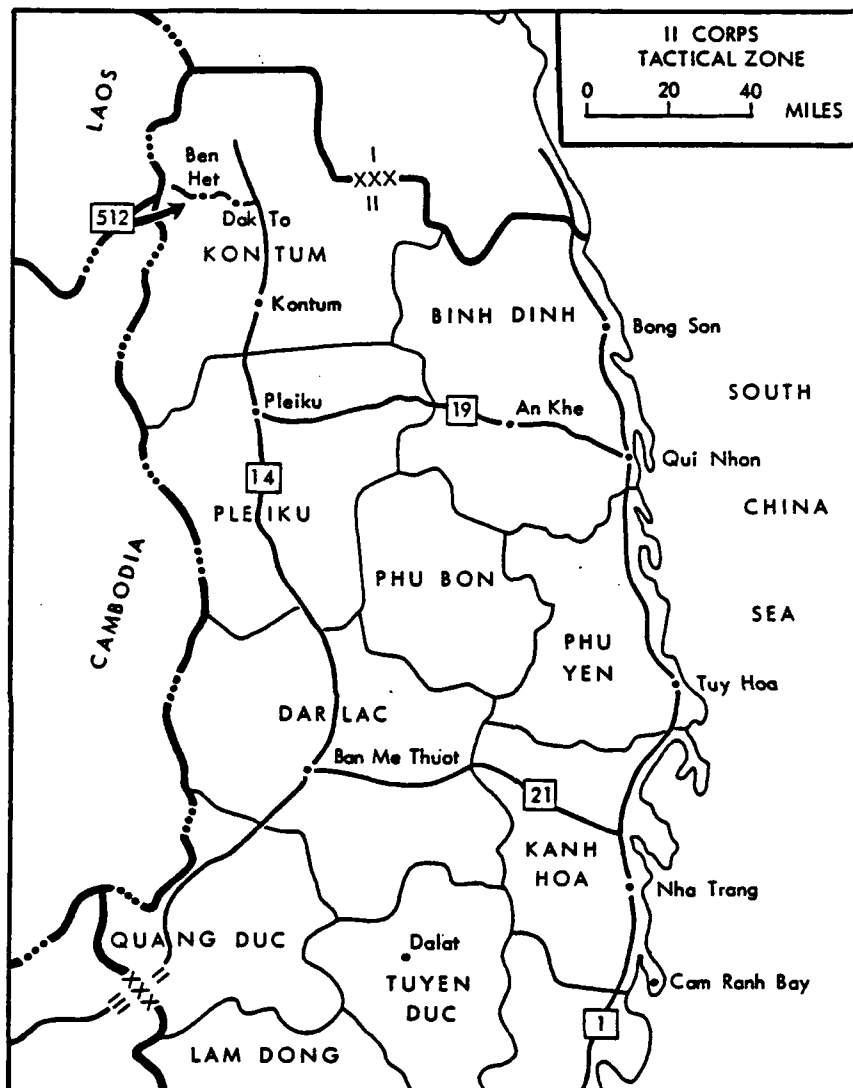 II CORPS
TACTICAL ZONE
0 20 40
MILES
LAOS
Ben
Het
I
XXX
II
512
Dak To
KONTUM
Kontum
BINH DINH
Bong Son
SOUTH
Pleiku
19
An Khe
Qui Nhon
14
CHINA
PLEIKU
PHU BON
CAMBODIA
SEA
PHU
YEN
Tuy Hoa
DAR LAC
Ban Me Thuot
21
KANH
HOA
Nha Trang
QUANG DUC
Dalat
II
XXX
III
TUYEN
DUC
Cam Ranh Bay
1
LAM DONG